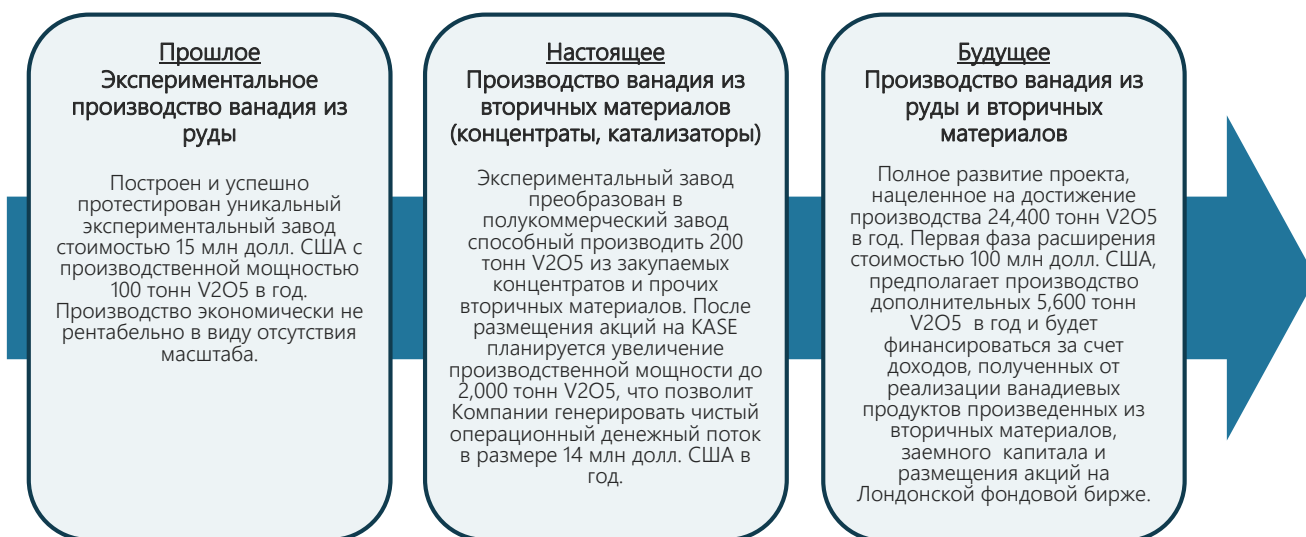 Прошлое
Экспериментальное
производство ванадия из
руды
Построен и успешно
протестирован уникальный
экспериментальный завод
стоимостью 15 млн долл. США с
производственной мощностью
100 тонн V2O5 в год.
Производство экономически не
рентабельно в виду отсутствия
масштаба.
Настоящее
Производство ванадия из
вторичных материалов
(концентраты, катализаторы)
Экспериментальный завод
преобразован в
полукоммерческий завод
способный производить 200
тонн V2O5 из закупаемых
концентратов и прочих
вторичных материалов. После
размещения акций на KASE
планируется увеличение
производственной мощности до
2,000 тонн V2O5, что позволит
Компании генерировать чистый
операционный денежный поток
в размере 14 млн долл. США в
год.
Будущее
Производство ванадия из
руды и вторичных
материалов
Полное развитие проекта,
нацеленное на достижение
производства 24,400 тонн V2O5
в год. Первая фаза расширения
стоимостью 100 млн долл. США,
предполагает производство
дополнительных 5,600 тонн
V2O5 в год и будет
финансироваться за счет
доходов, полученных от
реализации ванадиевых
продуктов произведенных из
вторичных материалов,
заемного капитала и
размещения акций на
Лондонской фондовой бирже.